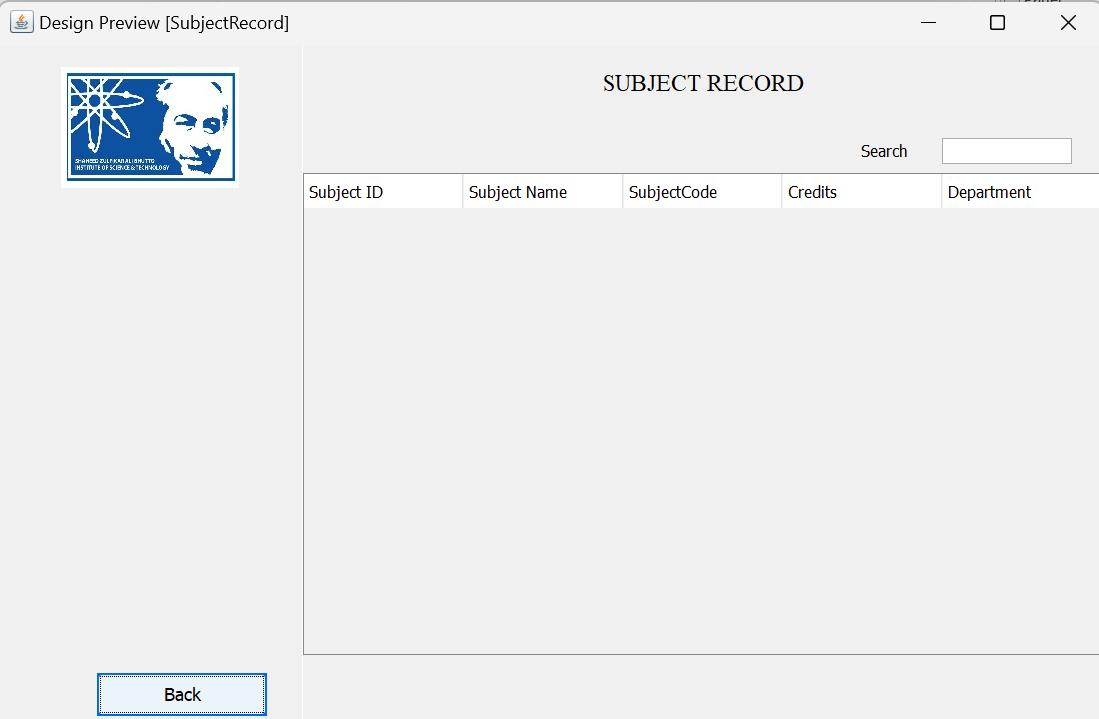 Design Preview [SubjectRecord]
SHAHEED ZULFIKAR ALI BHUTTO
INSTITUTE OF SCIENCE & TECHNOLOGY
SUBJECT RECORD
Search
Subject ID Subject Name SubjectCode Credits Department
Back